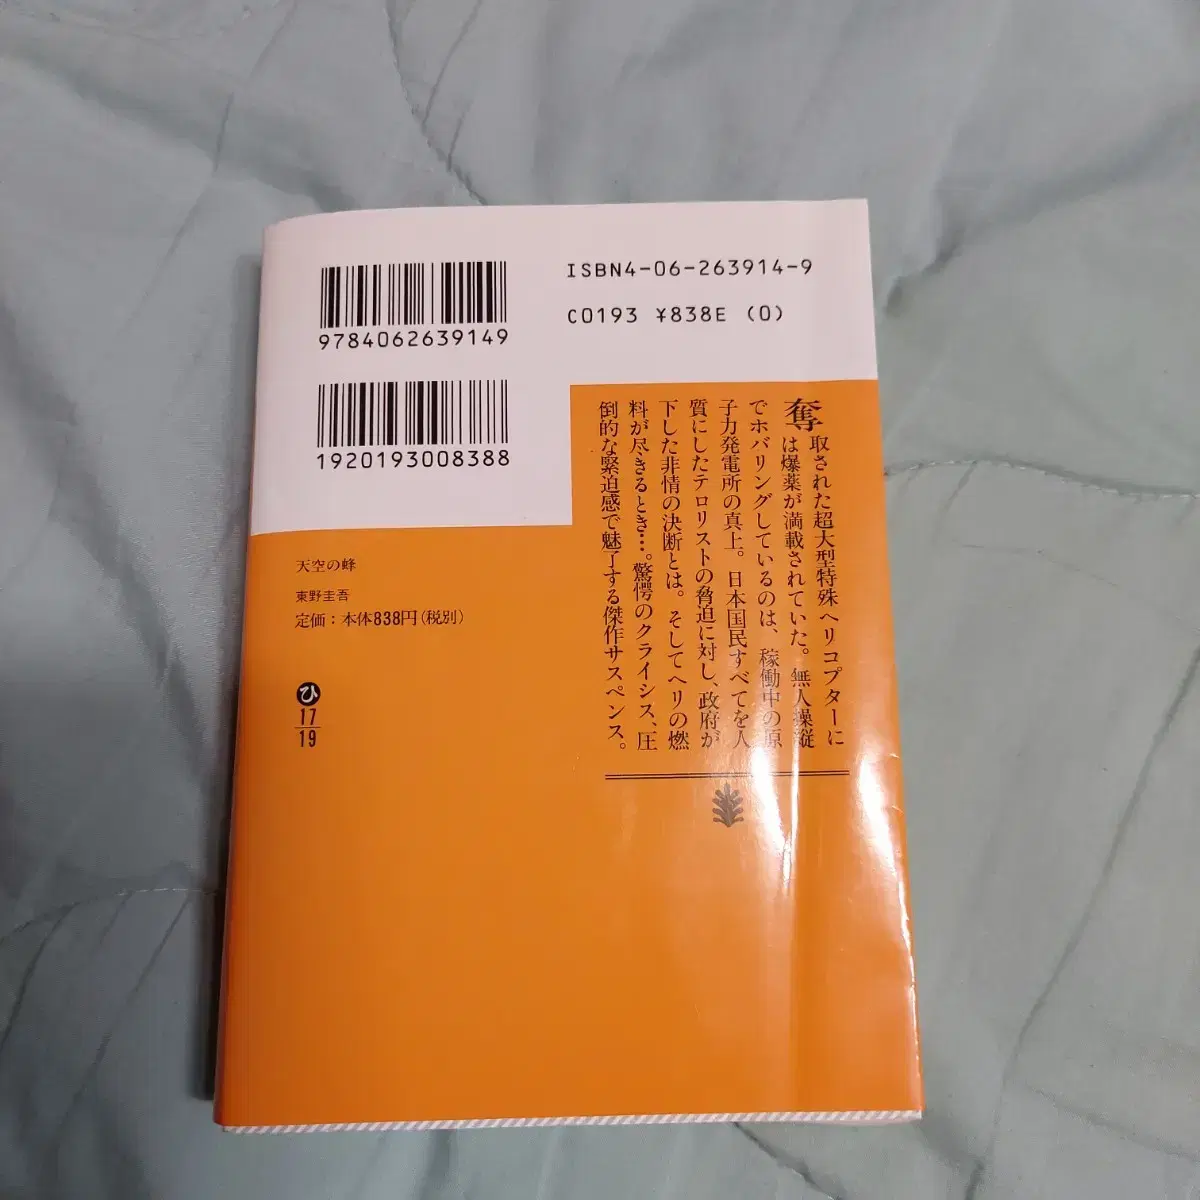 9784062639149
1920193008388
ISBN4-06-263914-9
C0193 ¥838E (0)
奪取された超大型特殊ヘリコプターに
は爆薬が満載されていた。無人操縦
でホバリングしているのは、稼働中の原
子力発電所の真上。日本国民すべてを人
質にしたテロリストの脅迫に対し、政府が
下した非情の決断とは。そしてヘリの燃
料が尽きるとき…。驚愕のクライシス、圧
倒的な緊迫感で魅了する傑作サスペンス。
天空の蜂
東野圭吾
定価：本体838円(税別)
ひ
17
19